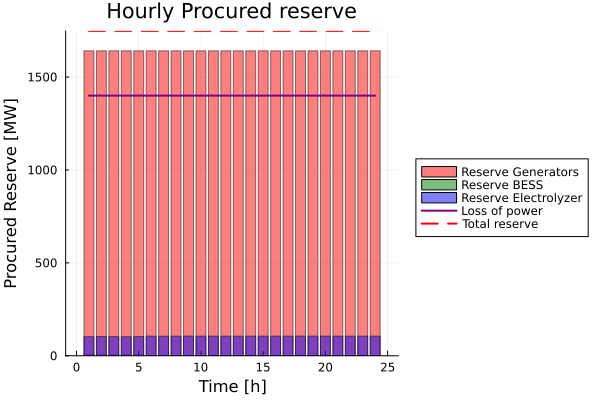 Hourly Procured reserve
Procured Reserve [MW]
1500
1000
500
0
0 5 10 15 20 25
Time [h]
Reserve Generators
Reserve BESS
Reserve Electrolyzer
Loss of power
Total reserve